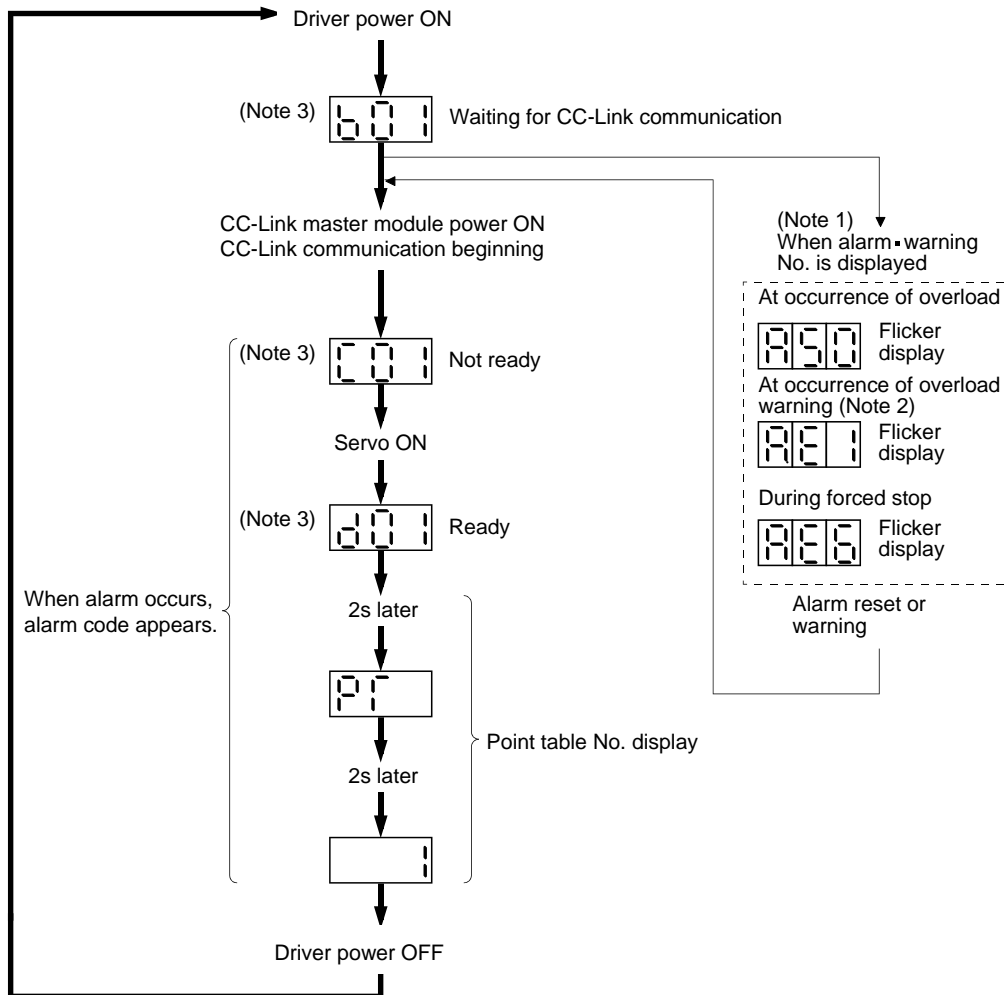 Driver power ON
(Note 3) b01 Waiting for CC-Link communication
CC-Link master module power ON
CC-Link communication beginning
(Note 3) C01 Not ready
Servo ON
(Note 3) d01 Ready
When alarm occurs,
alarm code appears.
2s later
PT
Point table No. display
2s later
1
Driver power OFF
(Note 1)
When alarm·warning
No. is displayed
At occurrence of overload
A50 Flicker
display
At occurrence of overload
warning (Note 2)
AE1 Flicker
display
During forced stop
AE6 Flicker
display
Alarm reset or
warning